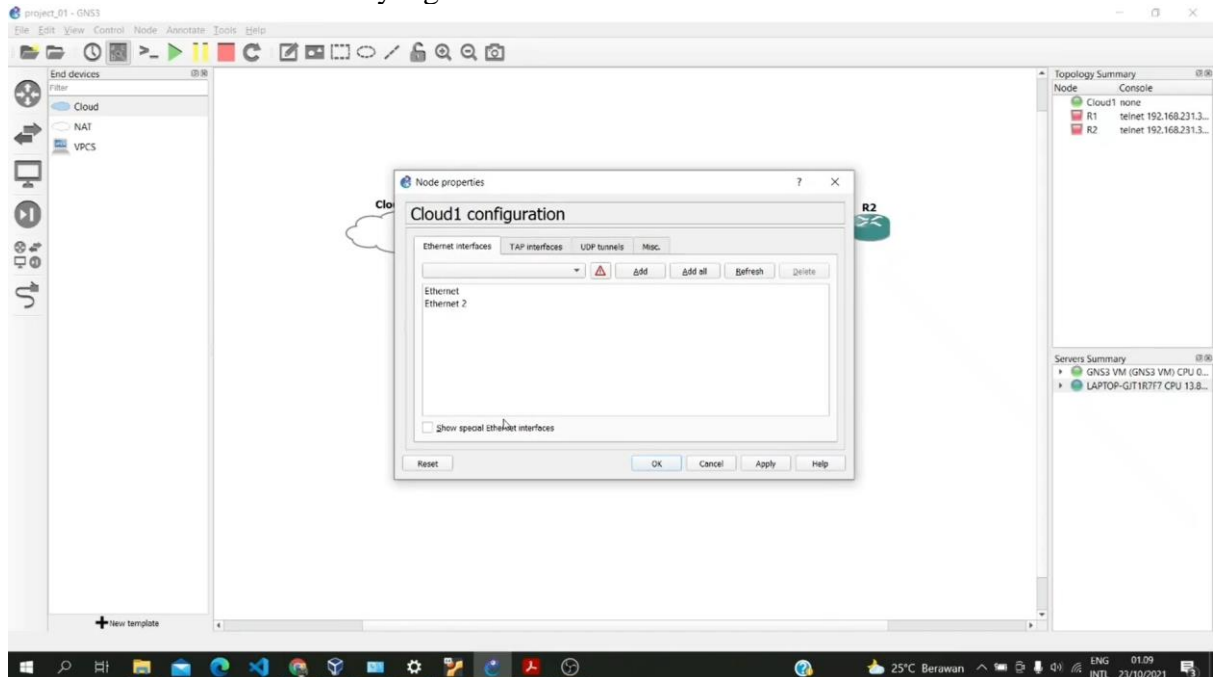 project_01 - GNS3
File Edit View Control Node Annotate Tools Help
End devices
Filter
Cloud
NAT
VPCS
New template
Clo
R2
Node properties
Cloud1 configuration
Ethernet interfaces TAP interfaces UDP tunnels Misc.
Add Add all Refresh Delete
Ethernet
Ethernet 2
Show special Ethernet interfaces
Reset OK Cancel Apply Help
Topology Summary
Node Console
Cloud1 none
R1 telnet 192.168.231.3...
R2 telnet 192.168.231.3...
Servers Summary
GNS3 VM (GNS3 VM) CPU 0...
LAPTOP-GJT1R7F7 CPU 13.8...
25°C Berawan
ENG
INTL
01.09
23/10/2021